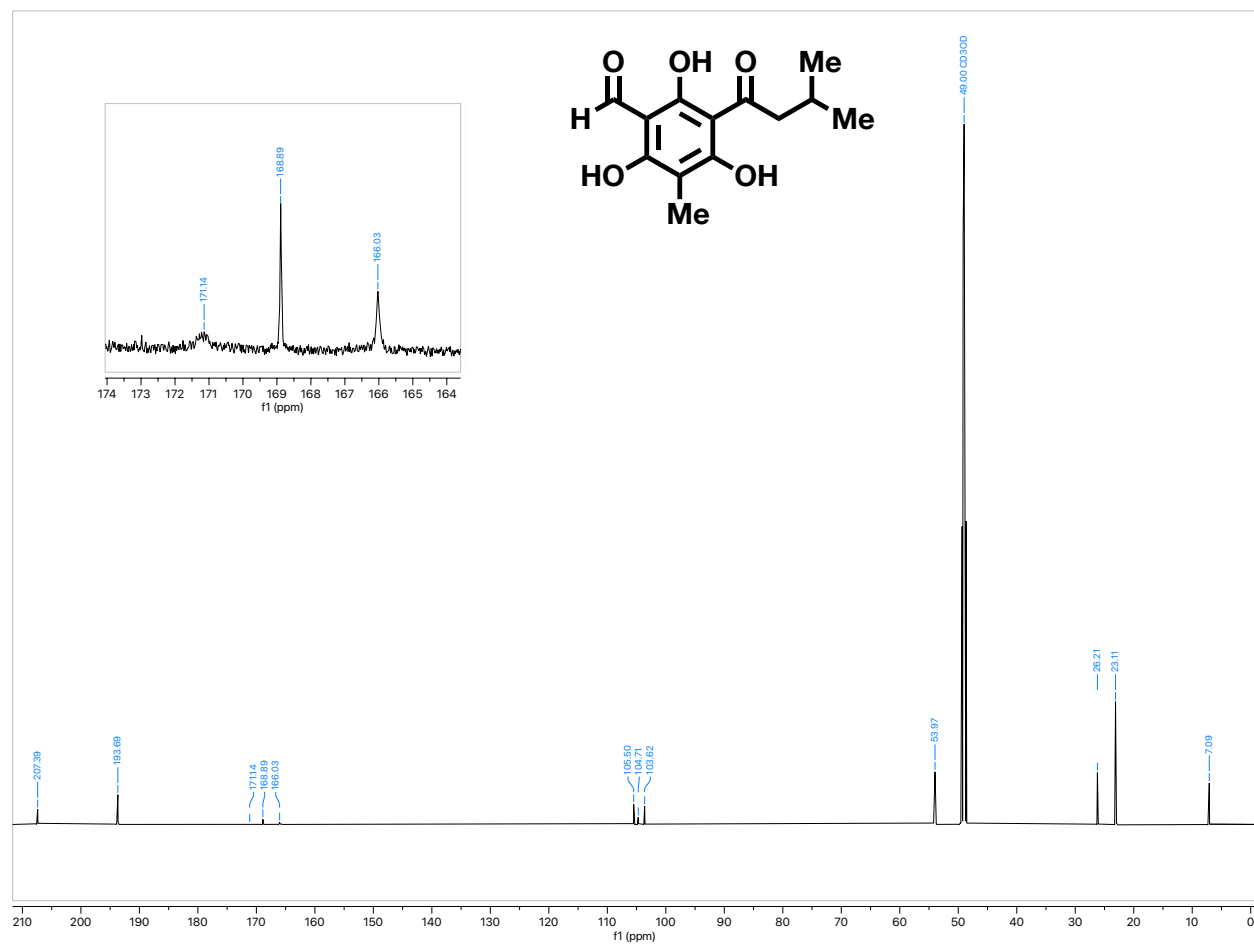 49.00 CD3OD
O
OH
O
Me
H
Me
HO
OH
Me
168.89
166.03
171.14
174 173 172 171 170 169 168 167 166 165 164
f1 (ppm)
207.39
193.69
171.14
168.89
166.03
105.50
104.71
103.62
53.97
26.21
23.11
7.09
210 200 190 180 170 160 150 140 130 120 110 100 90 80 70 60 50 40 30 20 10 0
f1 (ppm)